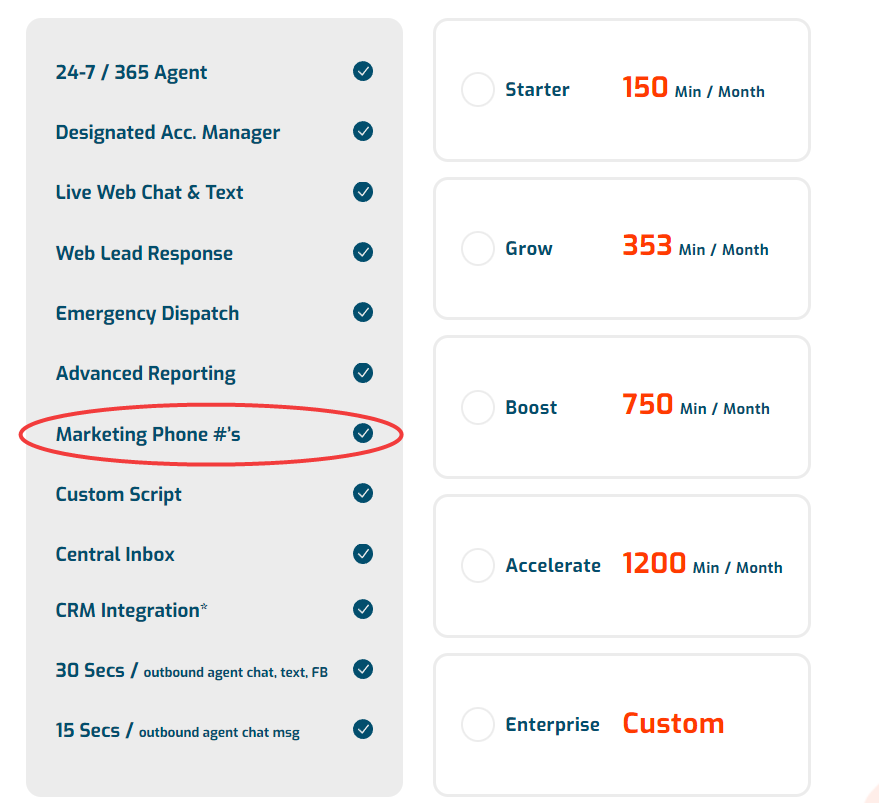 24-7 / 365 Agent
Designated Acc. Manager
Live Web Chat & Text
Web Lead Response
Emergency Dispatch
Advanced Reporting
Marketing Phone #'s
Custom Script
Central Inbox
CRM Integration*
30 Secs / outbound agent chat, text, FB
15 Secs / outbound agent chat msg
Starter 150 Min / Month
Grow 353 Min / Month
Boost 750 Min / Month
Accelerate 1200 Min / Month
Enterprise Custom